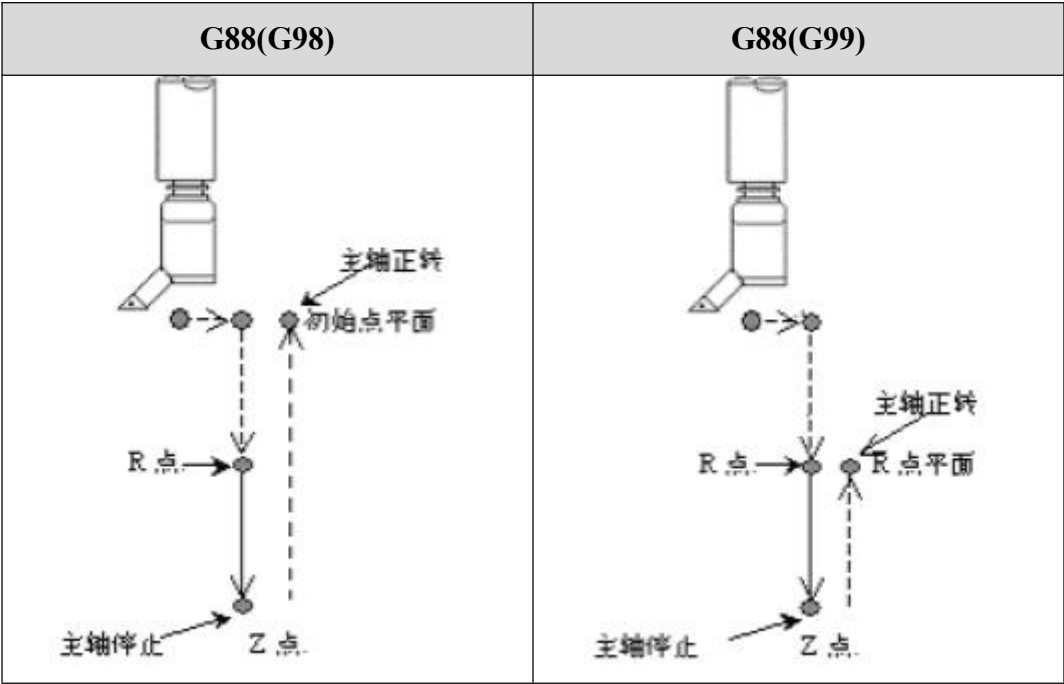 G88(G98)
G88(G99)
主轴正转
初始点平面
R 点
主轴停止
Z 点
主轴正转
R 点
R 点平面
主轴停止
Z 点